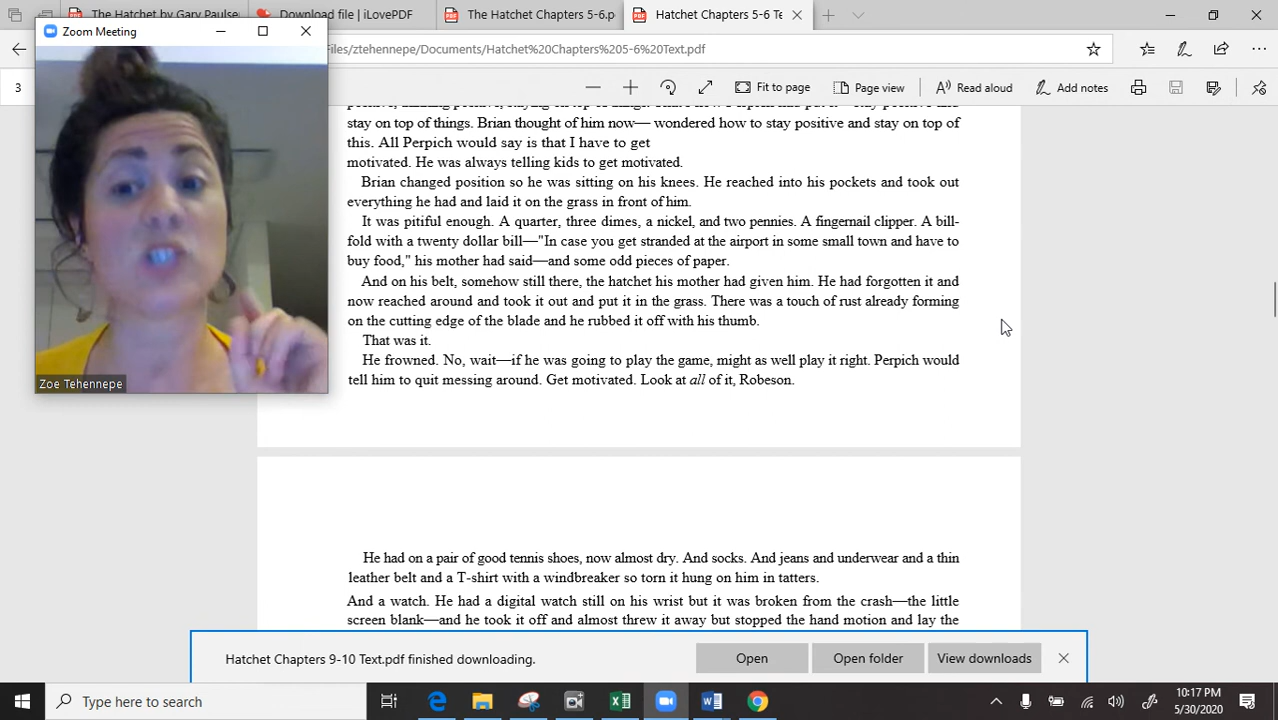 The Hatchet by Gary Paulse
Download file | iLovePDF
The Hatchet Chapters 5-6.p
Hatchet Chapters 5-6 Te
Zoom Meeting
Files/ztehennepe/Documents/Hatchet%20Chapters%205-6%20Text.pdf
3
Fit to page
Page view
Read aloud
Add notes
stay on top of things. Brian thought of him now— wondered how to stay positive and stay on top of
this. All Perpich would say is that I have to get
motivated. He was always telling kids to get motivated.
Brian changed position so he was sitting on his knees. He reached into his pockets and took out
everything he had and laid it on the grass in front of him.
It was pitiful enough. A quarter, three dimes, a nickel, and two pennies. A fingernail clipper. A bill-
fold with a twenty dollar bill—"In case you get stranded at the airport in some small town and have to
buy food," his mother had said—and some odd pieces of paper.
And on his belt, somehow still there, the hatchet his mother had given him. He had forgotten it and
now reached around and took it out and put it in the grass. There was a touch of rust already forming
on the cutting edge of the blade and he rubbed it off with his thumb.
That was it.
He frowned. No, wait—if he was going to play the game, might as well play it right. Perpich would
tell him to quit messing around. Get motivated. Look at all of it, Robeson.
Zoe Tehennepe
He had on a pair of good tennis shoes, now almost dry. And socks. And jeans and underwear and a thin
leather belt and a T-shirt with a windbreaker so torn it hung on him in tatters.
And a watch. He had a digital watch still on his wrist but it was broken from the crash—the little
screen blank—and he took it off and almost threw it away but stopped the hand motion and lay the
Hatchet Chapters 9-10 Text.pdf finished downloading.
Open
Open folder
View downloads
Type here to search
10:17 PM
5/30/2020